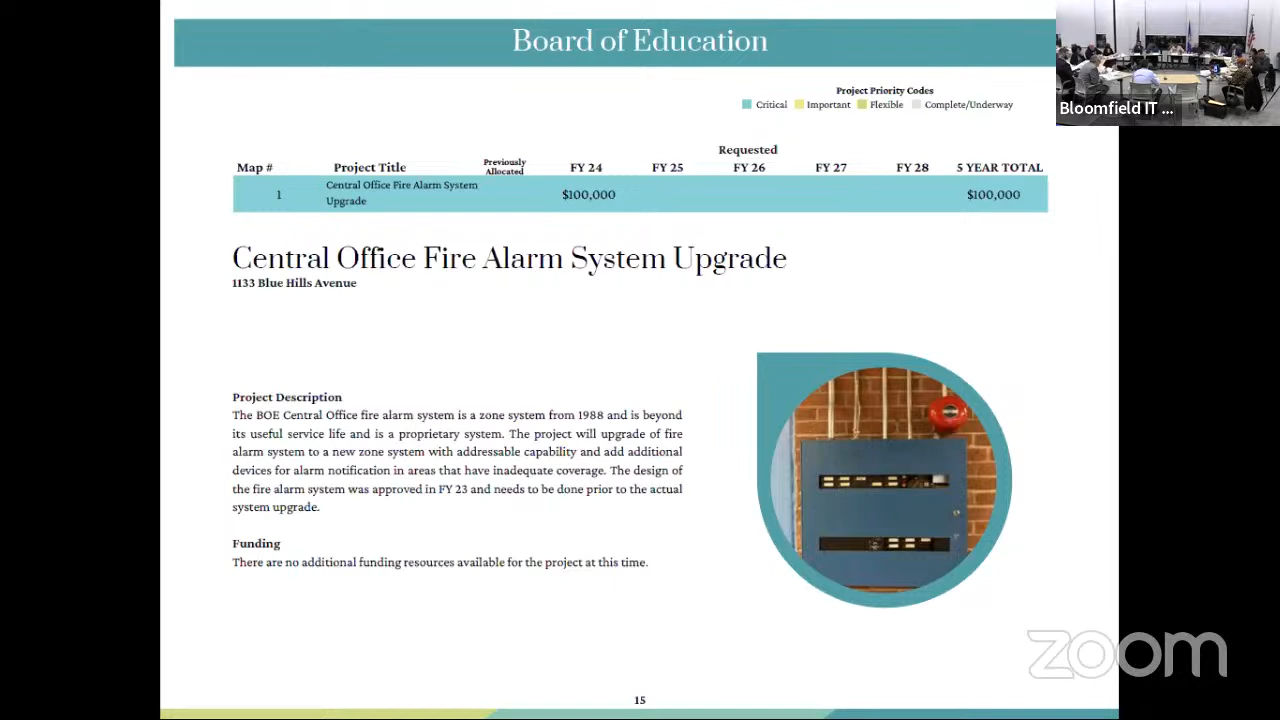 Board of Education
Bloomfield IT ...
Project Priority Codes
Critical Important Flexible Complete/Underway
Requested
Map # Project Title Previously Allocated FY 24 FY 25 FY 26 FY 27 FY 28 5 YEAR TOTAL
1 Central Office Fire Alarm System Upgrade $100,000 $100,000
Central Office Fire Alarm System Upgrade
1133 Blue Hills Avenue
Project Description
The BOE Central Office fire alarm system is a zone system from 1988 and is beyond
its useful service life and is a proprietary system. The project will upgrade of fire
alarm system to a new zone system with addressable capability and add additional
devices for alarm notification in areas that have inadequate coverage. The design of
the fire alarm system was approved in FY 23 and needs to be done prior to the actual
system upgrade.
Funding
There are no additional funding resources available for the project at this time.
zoom
15